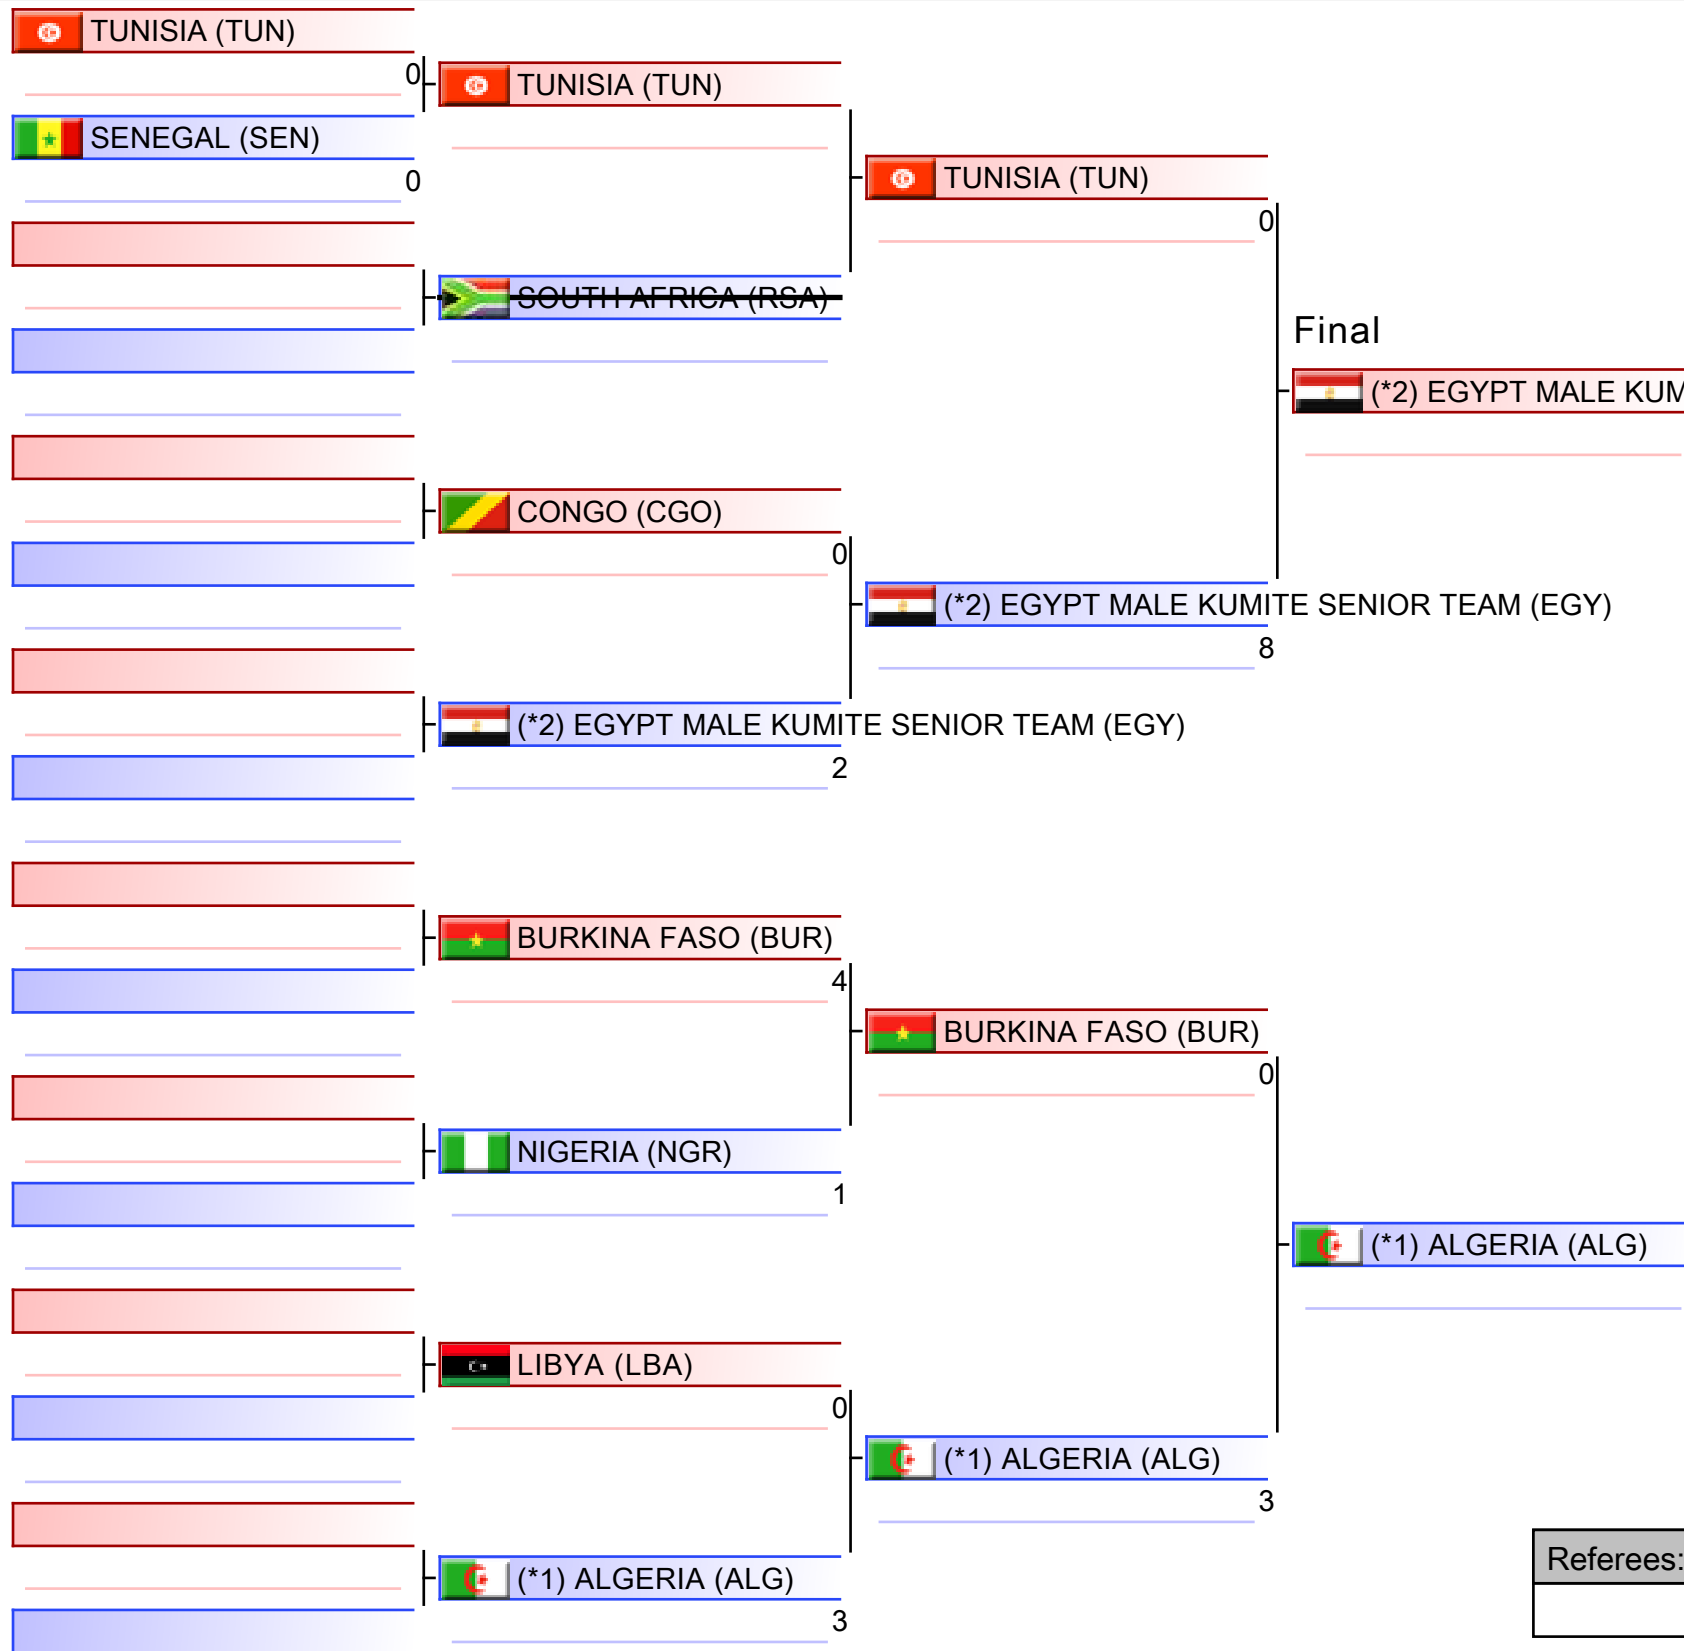 TUNISIA (TUN)
0
SENEGAL (SEN)
0
TUNISIA (TUN)
SOUTH AFRICA (RSA)
CONGO (CGO)
0
(*2) EGYPT MALE KUMITE SENIOR TEAM (EGY)
2
BURKINA FASO (BUR)
4
NIGERIA (NGR)
1
LIBYA (LBA)
0
(*1) ALGERIA (ALG)
3
TUNISIA (TUN)
0
(*2) EGYPT MALE KUMITE SENIOR TEAM (EGY)
8
BURKINA FASO (BUR)
0
(*1) ALGERIA (ALG)
3
Final
(*2) EGYPT MALE KUM
(*1) ALGERIA (ALG)
Referees: